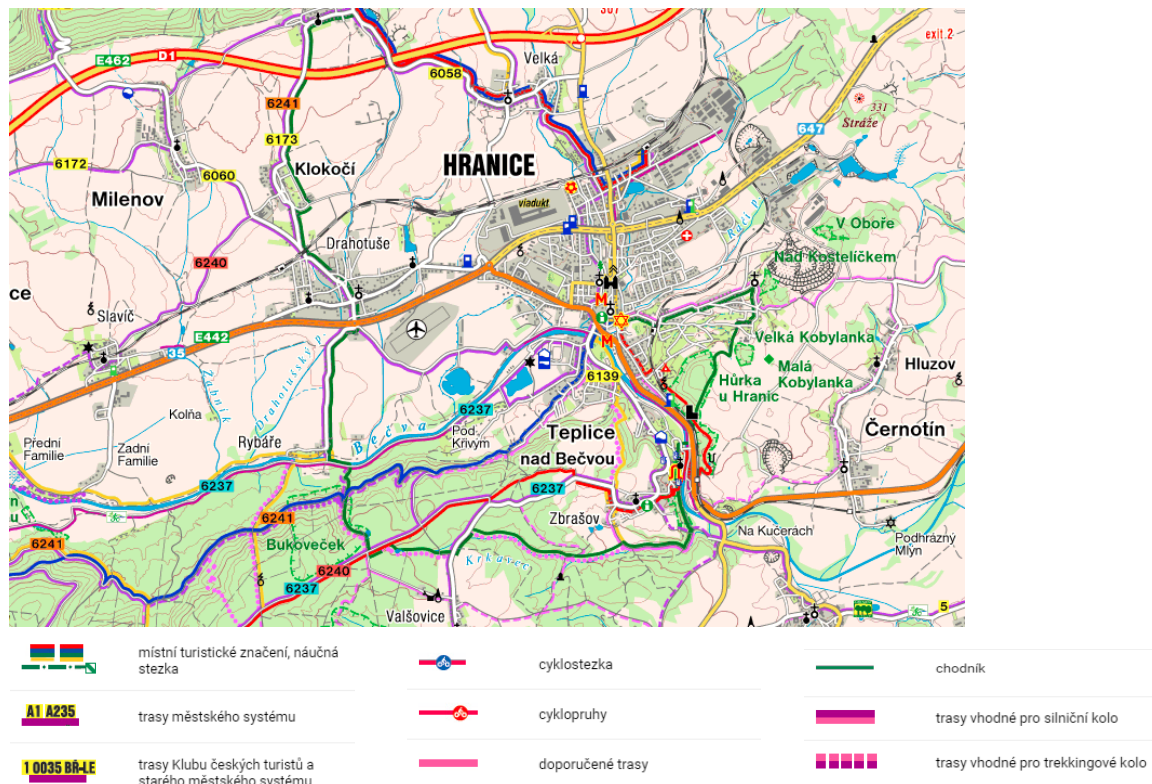 307
exit.2
E462
D1
6058
Velká
6241
331
Stráže
647
6173
6172
Klokočí
HRANICE
6060
Milenov
viadukt
V Oboře
Račí p.
Drahotuše
Nad Kostelíčkem
6240
ce
Slavíč
M
E442
Velká Kobylanka
35
M
Hluzov
Malá
Kobylanka
6139
Hůrka
u Hranic
Žabník
Drahotušský p.
6237
Kolňa
Bečva
Pod
Křivým
Teplice
nad Bečvou
Černotín
Přední
Familie
Zadní
Familie
Rybáře
6237
6237
6241
Zbrašov
Na Kučerách
6241
Bukoveček
Podhrázný
Mlýn
6240
Krkavec
6237
Valšovice
5
místní turistické značení, náučná
stezka
cyklostezka
chodník
A1 A235
trasy městského systému
cyklopruhy
trasy vhodné pro silniční kolo
1 0035 BŘ-LE
trasy Klubu českých turistů a
starého městského systému
doporučené trasy
trasy vhodné pro trekkingové kolo